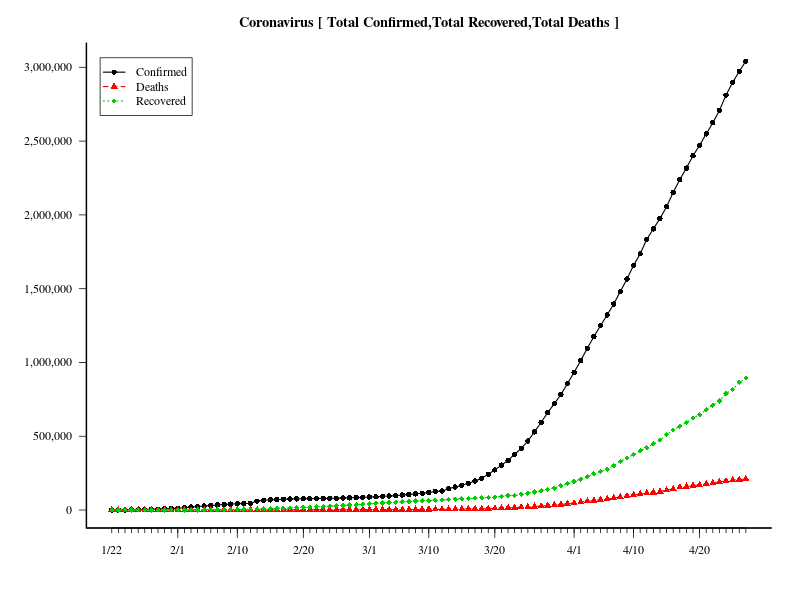 Coronavirus [ Total Confirmed,Total Recovered,Total Deaths ]
Confirmed
Deaths
Recovered
3,000,000
2,500,000
2,000,000
1,500,000
1,000,000
500,000
0
1/22 2/1 2/10 2/20 3/1 3/10 3/20 4/1 4/10 4/20